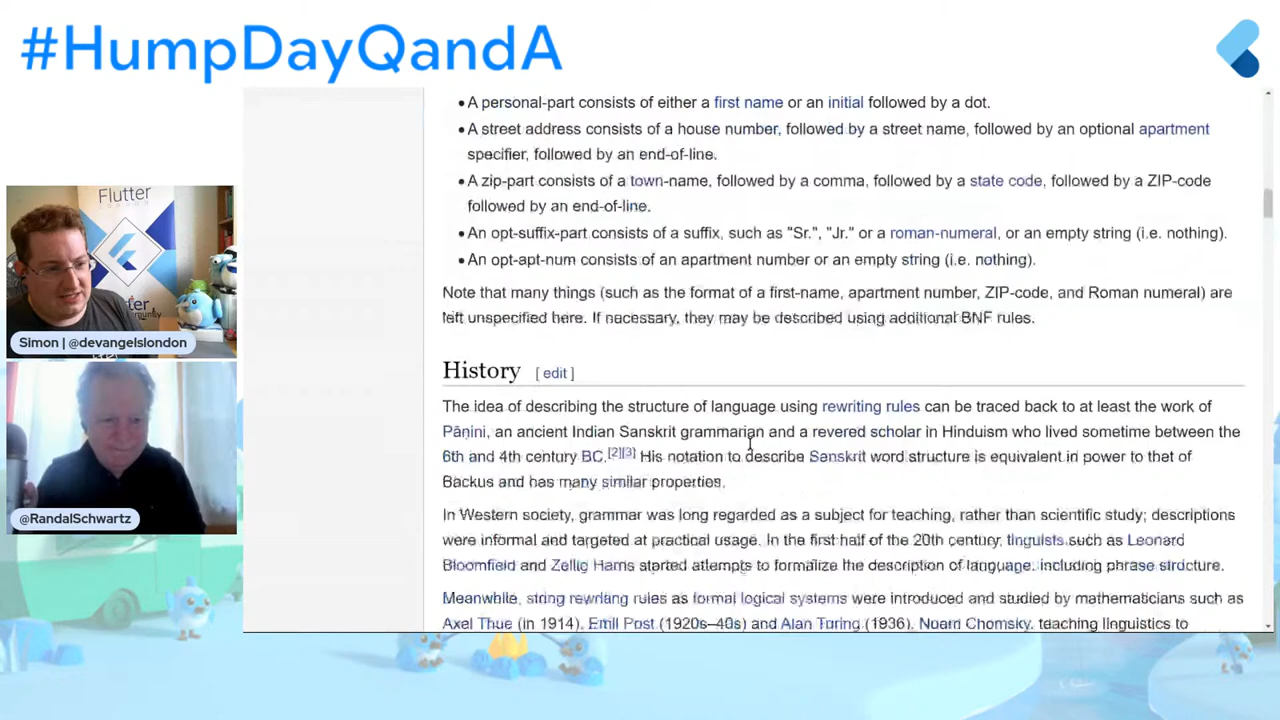 #HumpDayQandA
• A personal-part consists of either a first name or an initial followed by a dot.
• A street address consists of a house number, followed by a street name, followed by an optional apartment
specifier, followed by an end-of-line.
• A zip-part consists of a town-name, followed by a comma, followed by a state code, followed by a ZIP-code
followed by an end-of-line.
• An opt-suffix-part consists of a suffix, such as "Sr.", "Jr." or a roman-numeral, or an empty string (i.e. nothing).
• An opt-apt-num consists of an apartment number or an empty string (i.e. nothing).
Note that many things (such as the format of a first-name, apartment number, ZIP-code, and Roman numeral) are
left unspecified here. If necessary, they may be described using additional BNF rules.
History [ edit ]
The idea of describing the structure of language using rewriting rules can be traced back to at least the work of
Pāṇini, an ancient Indian Sanskrit grammarian and a revered scholar in Hinduism who lived sometime between the
6th and 4th century BC.[2][3] His notation to describe Sanskrit word structure is equivalent in power to that of
Backus and has many similar properties.
In Western society, grammar was long regarded as a subject for teaching, rather than scientific study; descriptions
were informal and targeted at practical usage. In the first half of the 20th century, linguists such as Leonard
Bloomfield and Zellig Harris started attempts to formalize the description of language, including phrase structure.
Meanwhile, string rewriting rules as formal logical systems were introduced and studied by mathematicians such as
Axel Thue (in 1914), Emil Post (1920s–40s) and Alan Turing (1936). Noam Chomsky, teaching linguistics to
Flutter
Simon | @devangelslondon
@RandalSchwartz